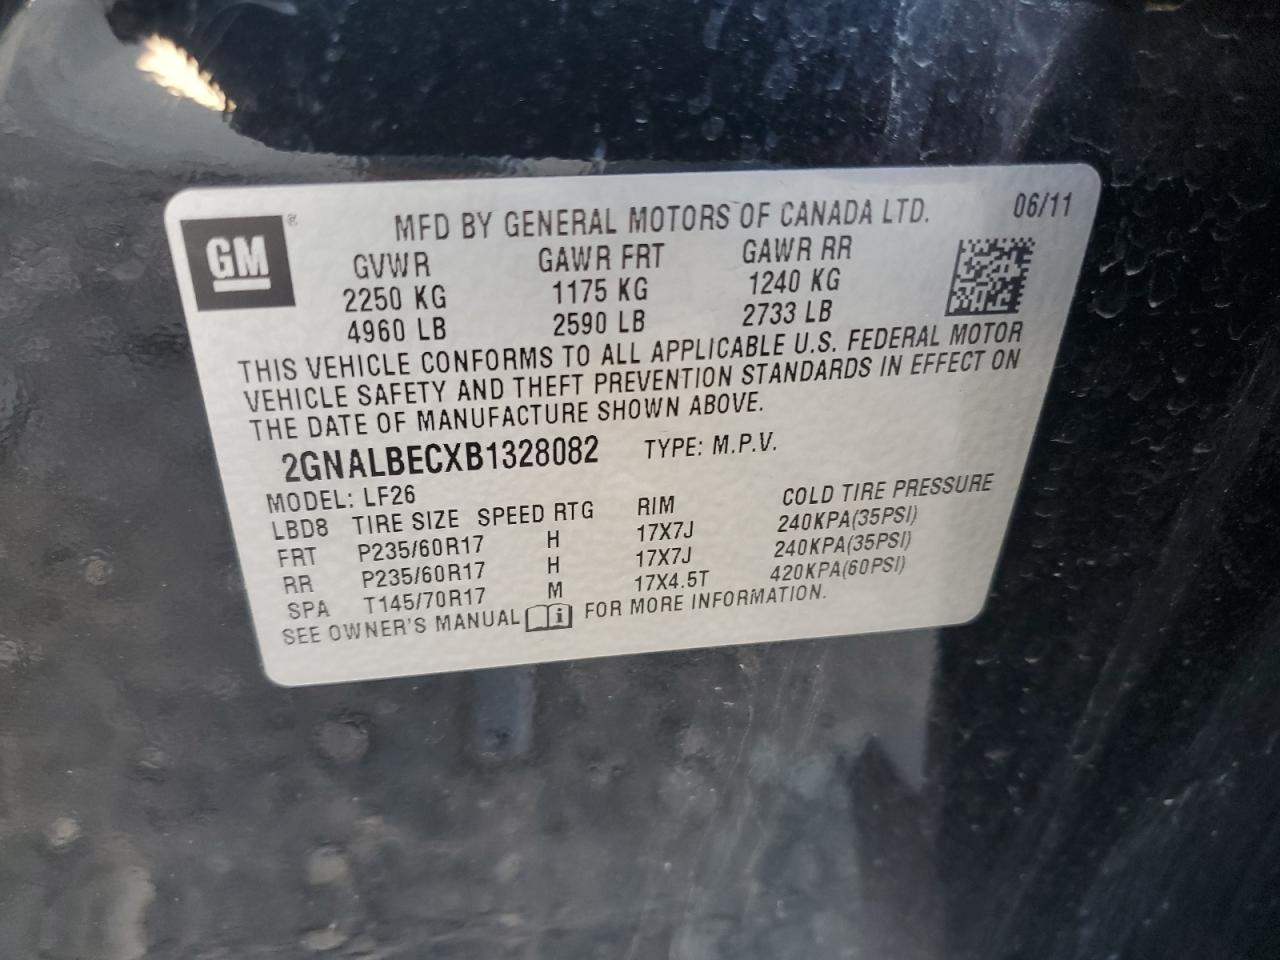 GM ®
MFD BY GENERAL MOTORS OF CANADA LTD. 06/11
GVWR GAWR FRT GAWR RR
2250 KG 1175 KG 1240 KG
4960 LB 2590 LB 2733 LB
THIS VEHICLE CONFORMS TO ALL APPLICABLE U.S. FEDERAL MOTOR
VEHICLE SAFETY AND THEFT PREVENTION STANDARDS IN EFFECT ON
THE DATE OF MANUFACTURE SHOWN ABOVE.
2GNALBECXB1328082 TYPE: M.P.V.
MODEL: LF26
LBD8 TIRE SIZE SPEED RTG RIM COLD TIRE PRESSURE
FRT P235/60R17 H 17X7J 240KPA(35PSI)
RR P235/60R17 H 17X7J 240KPA(35PSI)
SPA T145/70R17 M 17X4.5T 420KPA(60PSI)
SEE OWNER'S MANUAL i FOR MORE INFORMATION.